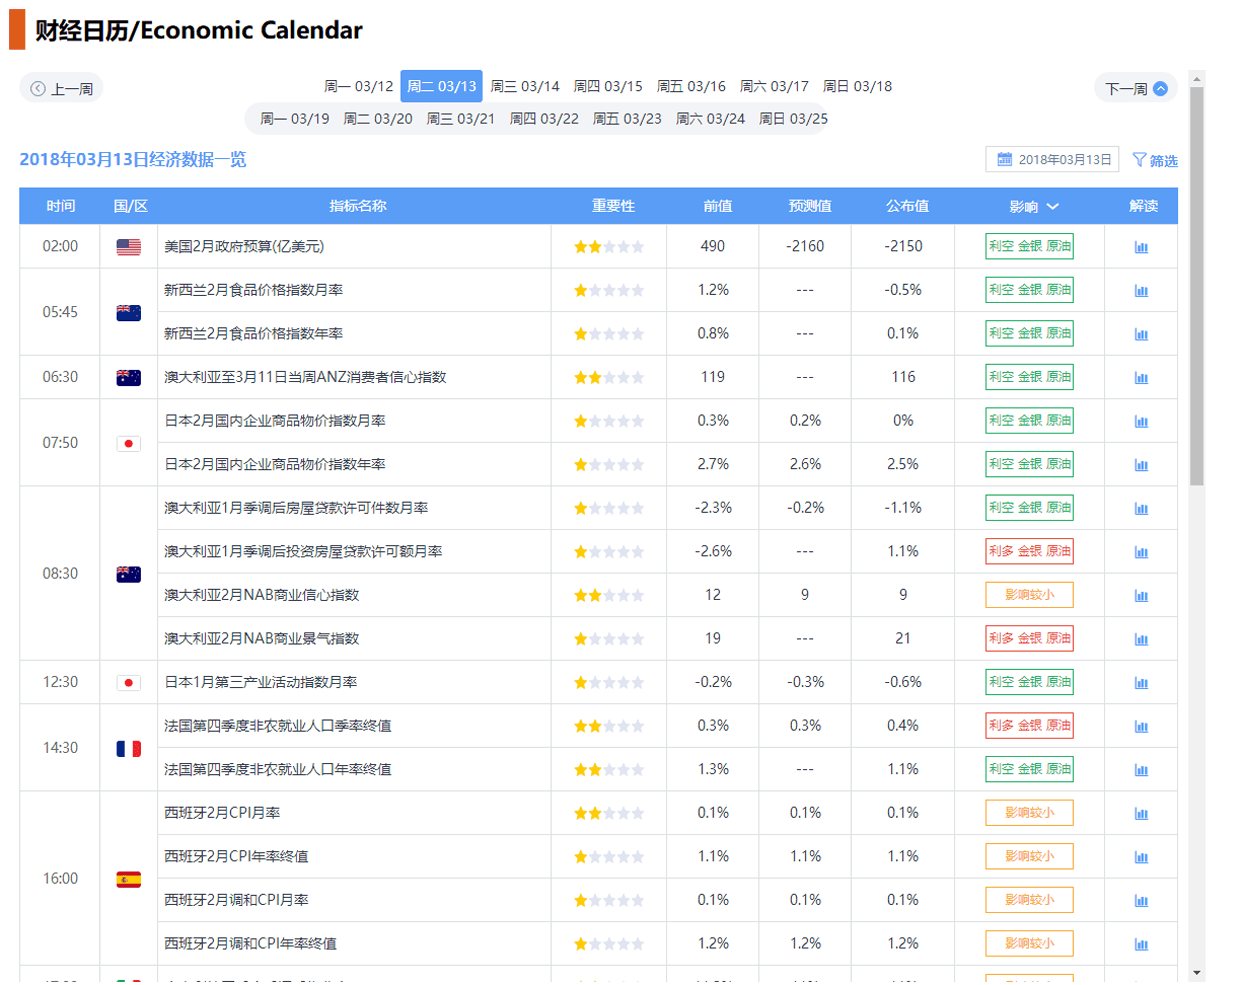 财经日历/Economic Calendar
上一周 周一 03/12 周二 03/13 周三 03/14 周四 03/15 周五 03/16 周六 03/17 周日 03/18 下一周
周一 03/19 周二 03/20 周三 03/21 周四 03/22 周五 03/23 周六 03/24 周日 03/25
2018年03月13日经济数据一览 2018年03月13日 筛选
时间 国/区 指标名称 重要性 前值 预测值 公布值 影响 解读
02:00 美国2月政府预算(亿美元) 490 -2160 -2150 利空 金银 原油
05:45 新西兰2月食品价格指数月率 1.2% --- -0.5% 利空 金银 原油
新西兰2月食品价格指数年率 0.8% --- 0.1% 利空 金银 原油
06:30 澳大利亚至3月11日当周ANZ消费者信心指数 119 --- 116 利空 金银 原油
07:50 日本2月国内企业商品物价指数月率 0.3% 0.2% 0% 利空 金银 原油
日本2月国内企业商品物价指数年率 2.7% 2.6% 2.5% 利空 金银 原油
08:30 澳大利亚1月季调后房屋贷款许可件数月率 -2.3% -0.2% -1.1% 利空 金银 原油
澳大利亚1月季调后投资房屋贷款许可额月率 -2.6% --- 1.1% 利多 金银 原油
澳大利亚2月NAB商业信心指数 12 9 9 影响较小
澳大利亚2月NAB商业景气指数 19 --- 21 利多 金银 原油
12:30 日本1月第三产业活动指数月率 -0.2% -0.3% -0.6% 利空 金银 原油
14:30 法国第四季度非农就业人口季率终值 0.3% 0.3% 0.4% 利多 金银 原油
法国第四季度非农就业人口年率终值 1.3% --- 1.1% 利空 金银 原油
16:00 西班牙2月CPI月率 0.1% 0.1% 0.1% 影响较小
西班牙2月CPI年率终值 1.1% 1.1% 1.1% 影响较小
西班牙2月调和CPI月率 0.1% 0.1% 0.1% 影响较小
西班牙2月调和CPI年率终值 1.2% 1.2% 1.2% 影响较小